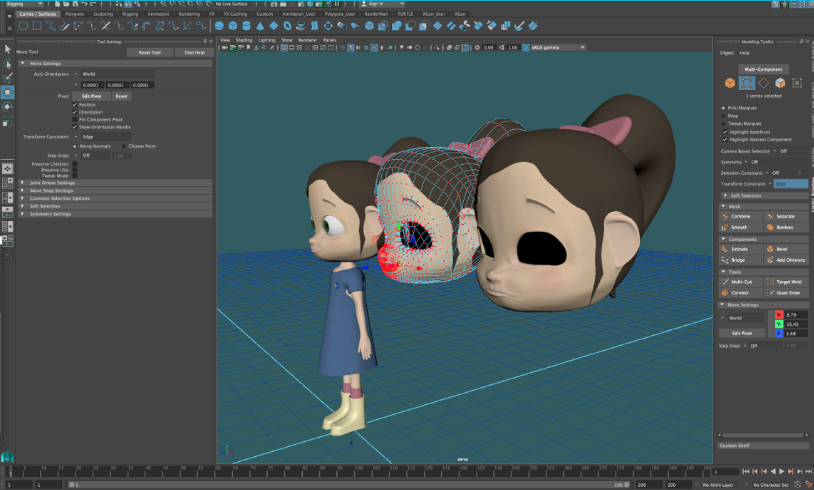 Rigging
No Live Surface
Sign In
Curves / Surfaces Polygons Sculpting Rigging Animation Rendering FX FX Caching Custom Animation_User Polygons_User RenderMan TURTLE XGen_User XGen
Tool Settings
Move Tool Reset Tool Tool Help
Move Settings
Axis Orientation: World
0.0000 0.0000 0.0000
Pivot: Edit Pivot Reset
Position
Orientation
Pin Component Pivot
Show Orientation Handle
Transform Constraint: Edge
Along Normals Closest Point
Step Snap: Off
Preserve Children:
Preserve UVs:
Tweak Mode:
Joint Orient Settings
Move Snap Settings
Common Selection Options
Soft Selection
Symmetry Settings
View Shading Lighting Show Renderer Panels
0.00 1.00 sRGB gamma
persp
Modeling Toolkit
Object Help
Multi-Component
1 vertex selected
Pick/Marquee
Drag
Tweak/Marquee
Highlight Backfaces
Highlight Nearest Component
Camera Based Selection Off
Symmetry Off
Selection Constraint Off
Transform Constraint Edge
Soft Selection
Mesh
Combine Separate
Smooth Boolean
Components
Extrude Bevel
Bridge Add Divisions
Tools
Multi-Cut Target Weld
Connect Quad Draw
Move Settings
World
X: 8.79
Y: 10.42
Z: 1.68
Edit Pivot
Step Snap: Off
Custom Shelf
1
1 1 1 200 200 200 No Anim Layer No Character Set